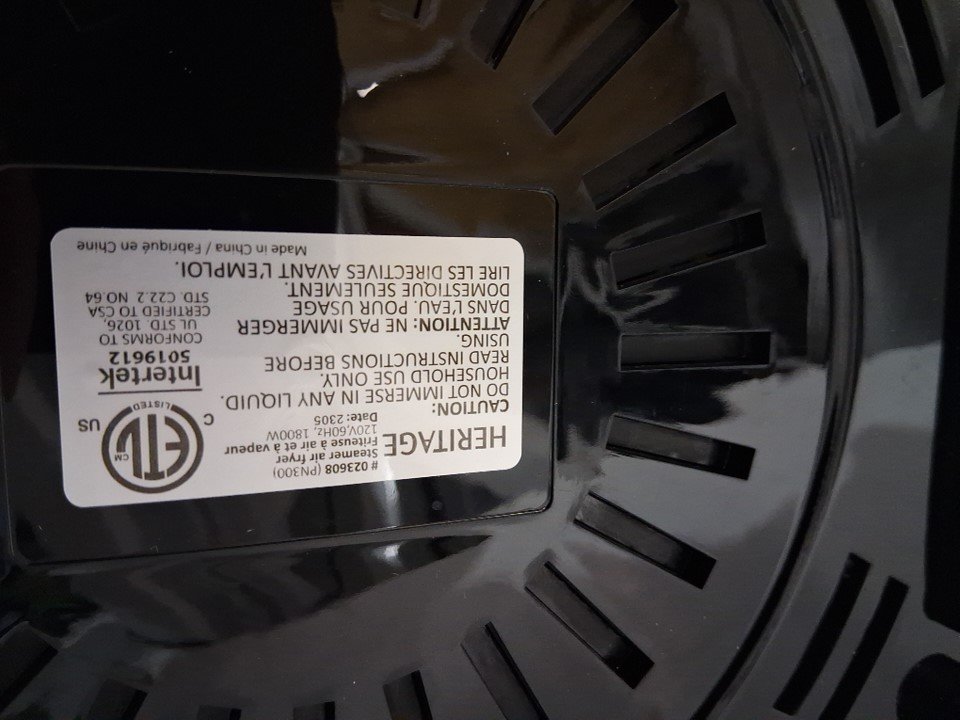 HERITAGE
# 023608 (PN300)
Steamer air fryer
Friteuse à air et à vapeur
120V,60Hz, 1800W
Date: 2305
CAUTION:
DO NOT IMMERSE IN ANY LIQUID.
HOUSEHOLD USE ONLY.
READ INSTRUCTIONS BEFORE
USING.
ATTENTION: NE PAS IMMERGER
DANS L'EAU. POUR USAGE
DOMESTIQUE SEULEMENT.
LIRE LES DIRECTIVES AVANT L'EMPLOI.
C
ETL
CM
LISTED
US
Intertek
5019612
CONFORMS TO
UL STD. 1026,
CERTIFIED TO CSA
STD. C22.2 NO.64
Made in China / Fabriqué en Chine